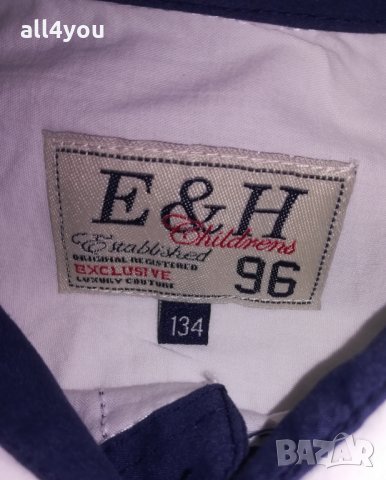 all4you
E & H
Childrens
Established
ORIGINAL REGISTERED
EXCLUSIVE
LUXURY COUTURE
96
134
BAZAR